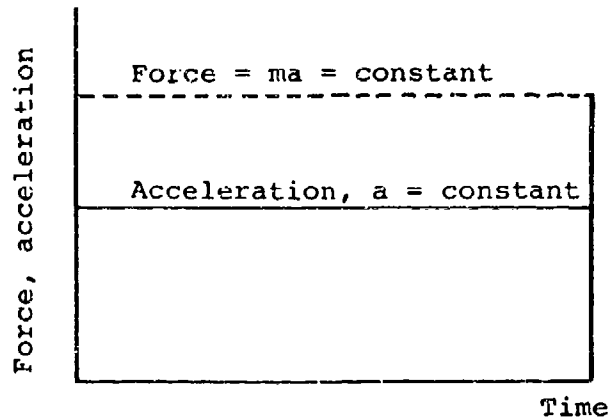 Force, acceleration
Force = ma = constant
Acceleration, a = constant
Time